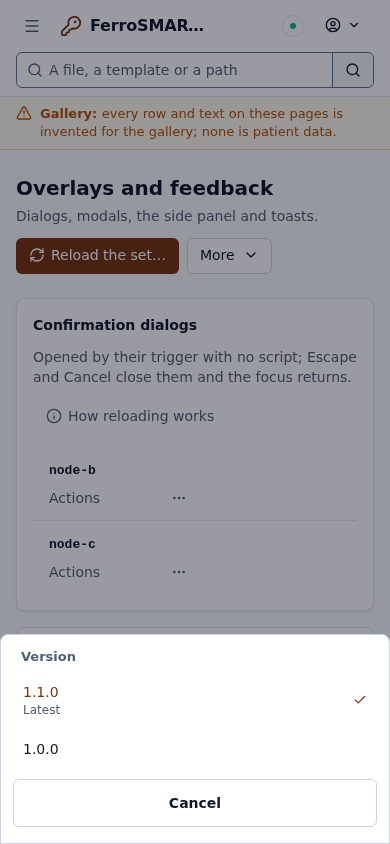 FerroSMAR…
A file, a template or a path
Gallery: every row and text on these pages is
invented for the gallery; none is patient data.
Overlays and feedback
Dialogs, modals, the side panel and toasts.
Reload the set…
More
Confirmation dialogs
Opened by their trigger with no script; Escape
and Cancel close them and the focus returns.
How reloading works
node-b
Actions
node-c
Actions
Version
1.1.0
Latest
1.0.0
Cancel